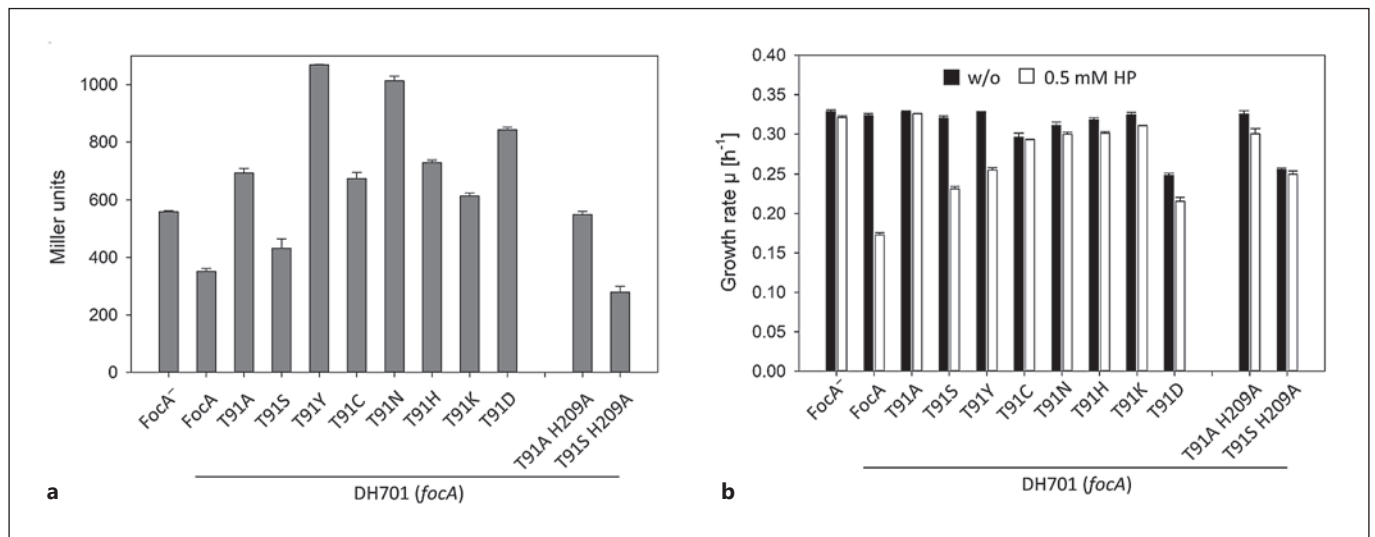 Miller units
1000
800
600
400
200
0
FocA⁻
FocA
T91A
T91S
T91Y
T91C
T91N
T91H
T91K
T91D
T91A H209A
T91S H209A
DH701 (focA)
a
Growth rate μ [h⁻¹]
0.40
0.35
0.30
0.25
0.20
0.15
0.10
0.05
0.00
w/o 0.5 mM HP
FocA⁻
FocA
T91A
T91S
T91Y
T91C
T91N
T91H
T91K
T91D
T91A H209A
T91S H209A
DH701 (focA)
b